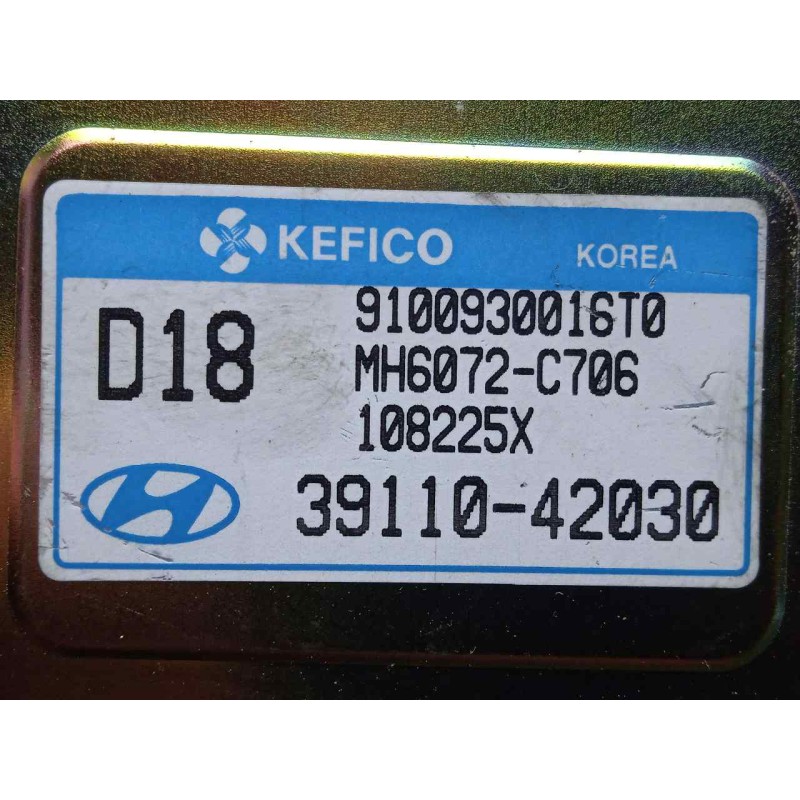 KEFICO KOREA
D18
9100930016T0
MH6072-C706
108225X
39110-42030